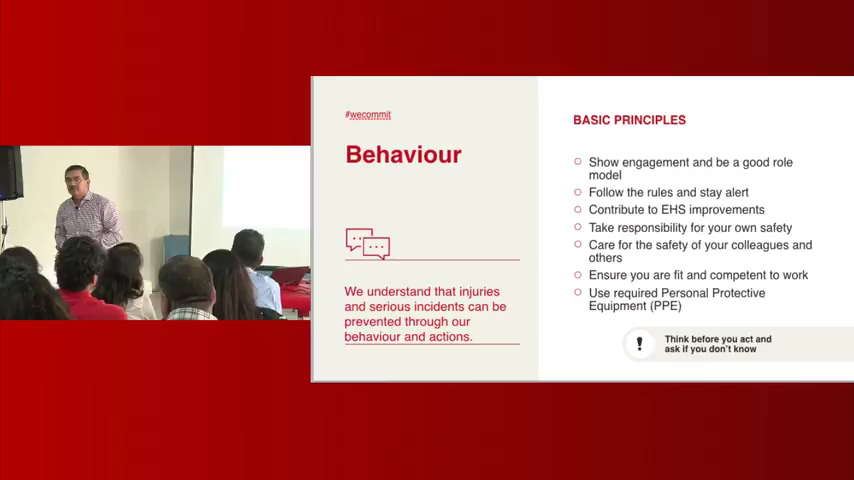 #wecommit
Behaviour
We understand that injuries
and serious incidents can be
prevented through our
behaviour and actions.
BASIC PRINCIPLES
Show engagement and be a good role
model
Follow the rules and stay alert
Contribute to EHS improvements
Take responsibility for your own safety
Care for the safety of your colleagues and
others
Ensure you are fit and competent to work
Use required Personal Protective
Equipment (PPE)
Think before you act and
ask if you don't know